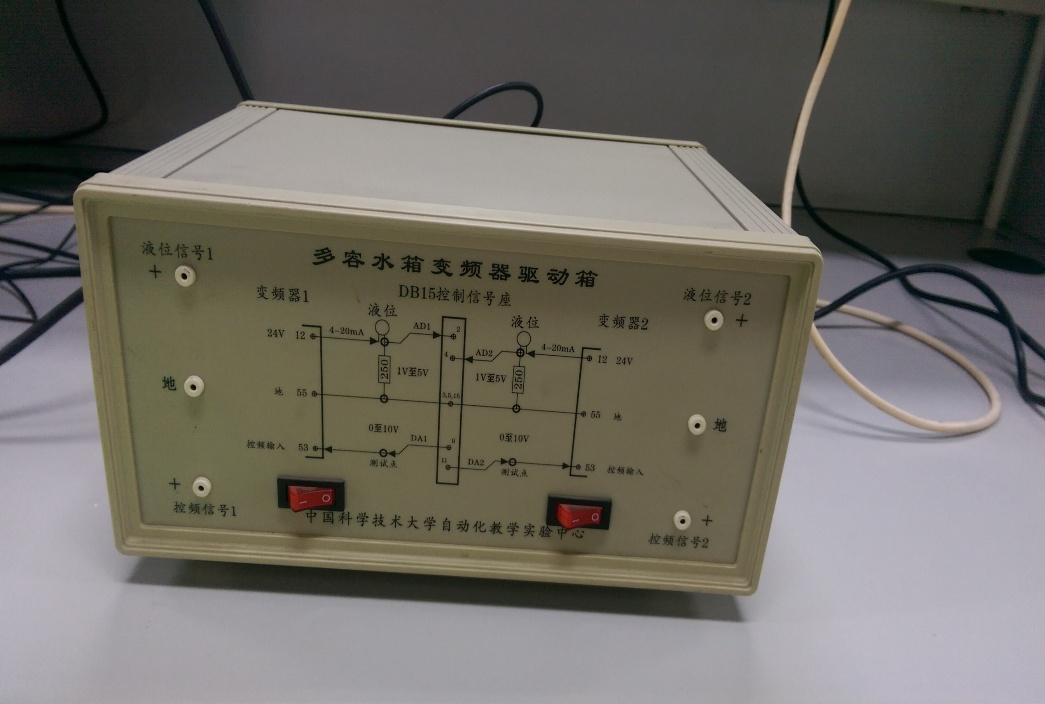 多容水箱变频器驱动箱
DB15控制信号座
液位信号1
+
变频器1
液位
液位
变频器2
液位信号2
+
24V 12 4-20mA AD1 2
4 AD2 4-20mA 12 24V
250 1V至5V
1V至5V 250
地
地 55 3,5,15 55 地
地
0至10V
0至10V
控频输入 53 DA1 9
测试点
11 DA2 53 控频输入
测试点
+
控频信号1
- O
- O
+
控频信号2
中国科学技术大学自动化教学实验中心